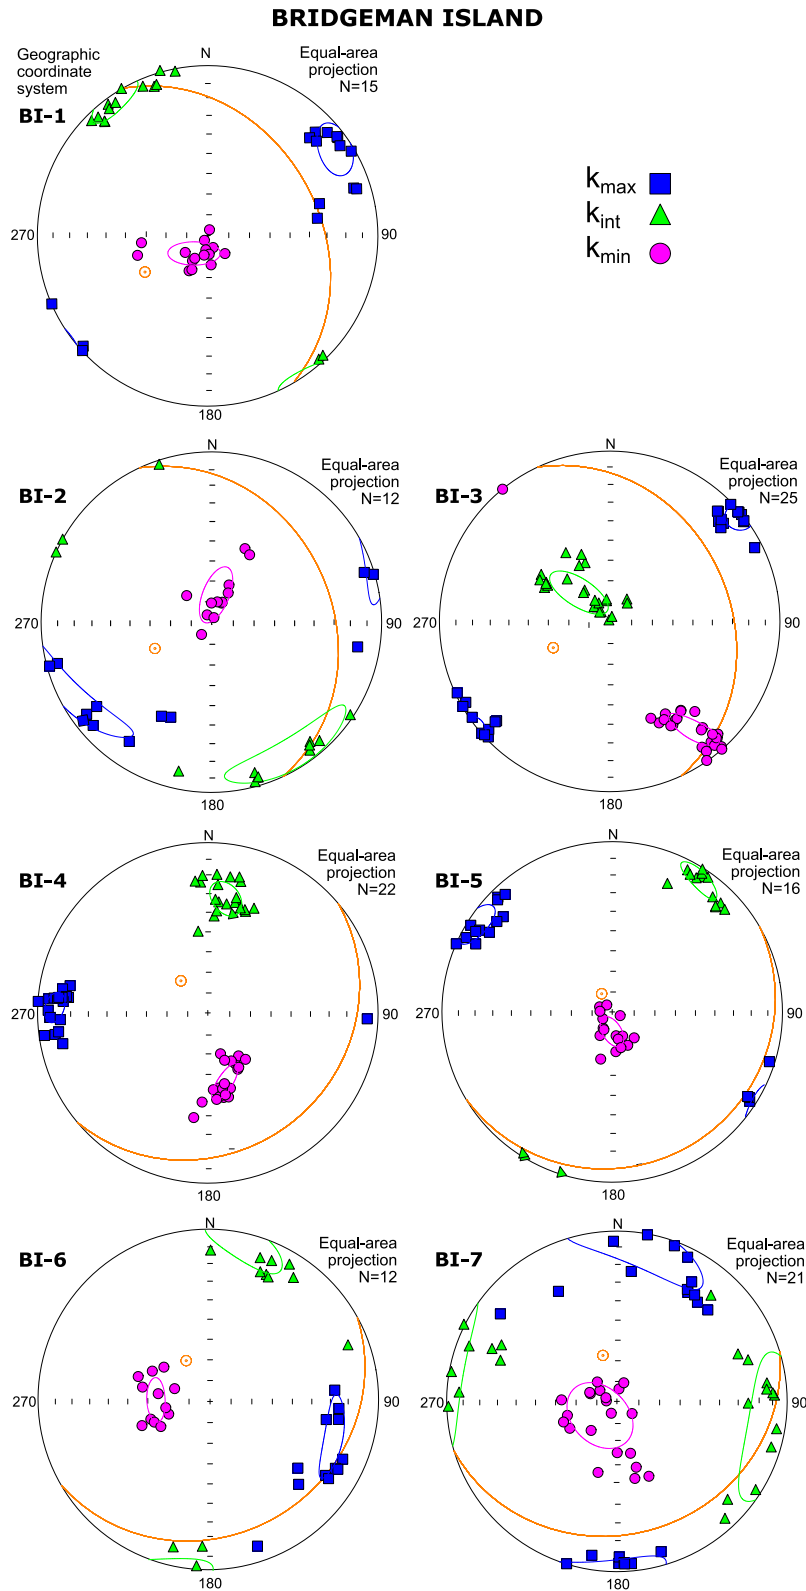 BRIDGEMAN ISLAND
Geographic
coordinate
system
N
Equal-area
projection
N=15
BI-1
270
90
180
kmax
kint
kmin
BI-2
N
Equal-area
projection
N=12
270
90
180
BI-3
N
Equal-area
projection
N=25
270
90
180
BI-4
N
Equal-area
projection
N=22
270
90
180
BI-5
N
Equal-area
projection
N=16
270
90
180
BI-6
N
Equal-area
projection
N=12
270
90
180
BI-7
N
Equal-area
projection
N=21
270
90
180